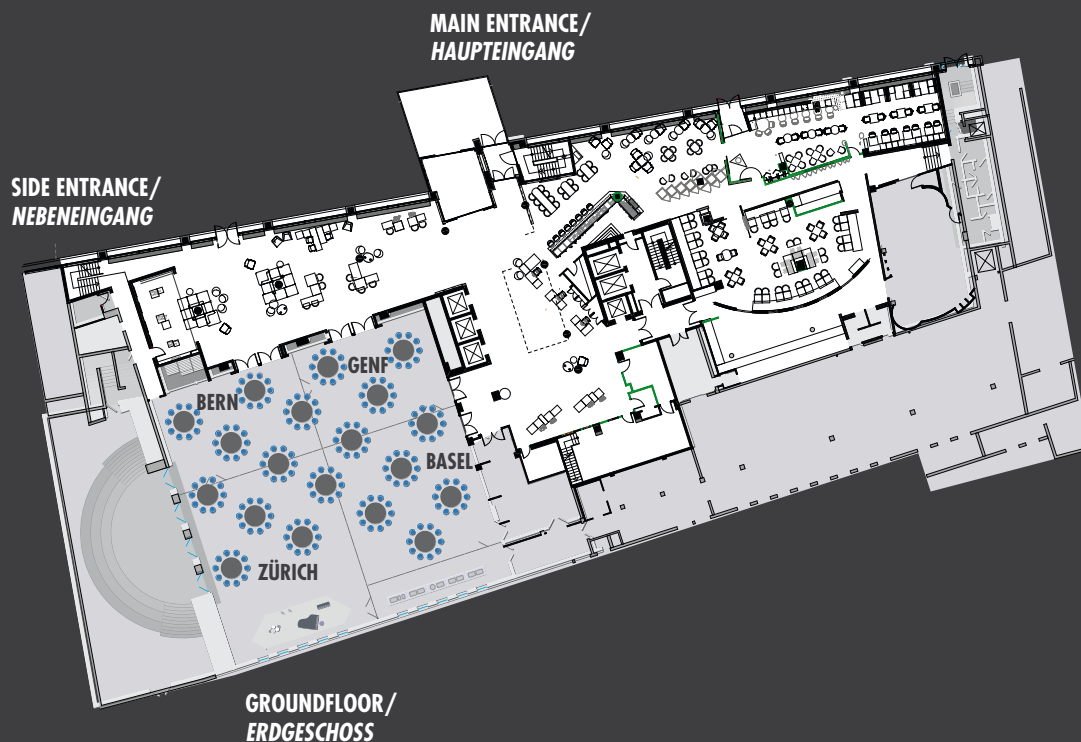 MAIN ENTRANCE/
HAUPTEINGANG
SIDE ENTRANCE/
NEBENEINGANG
GENF
BERN
BASEL
ZÜRICH
GROUNDFLOOR/
ERDGESCHOSS